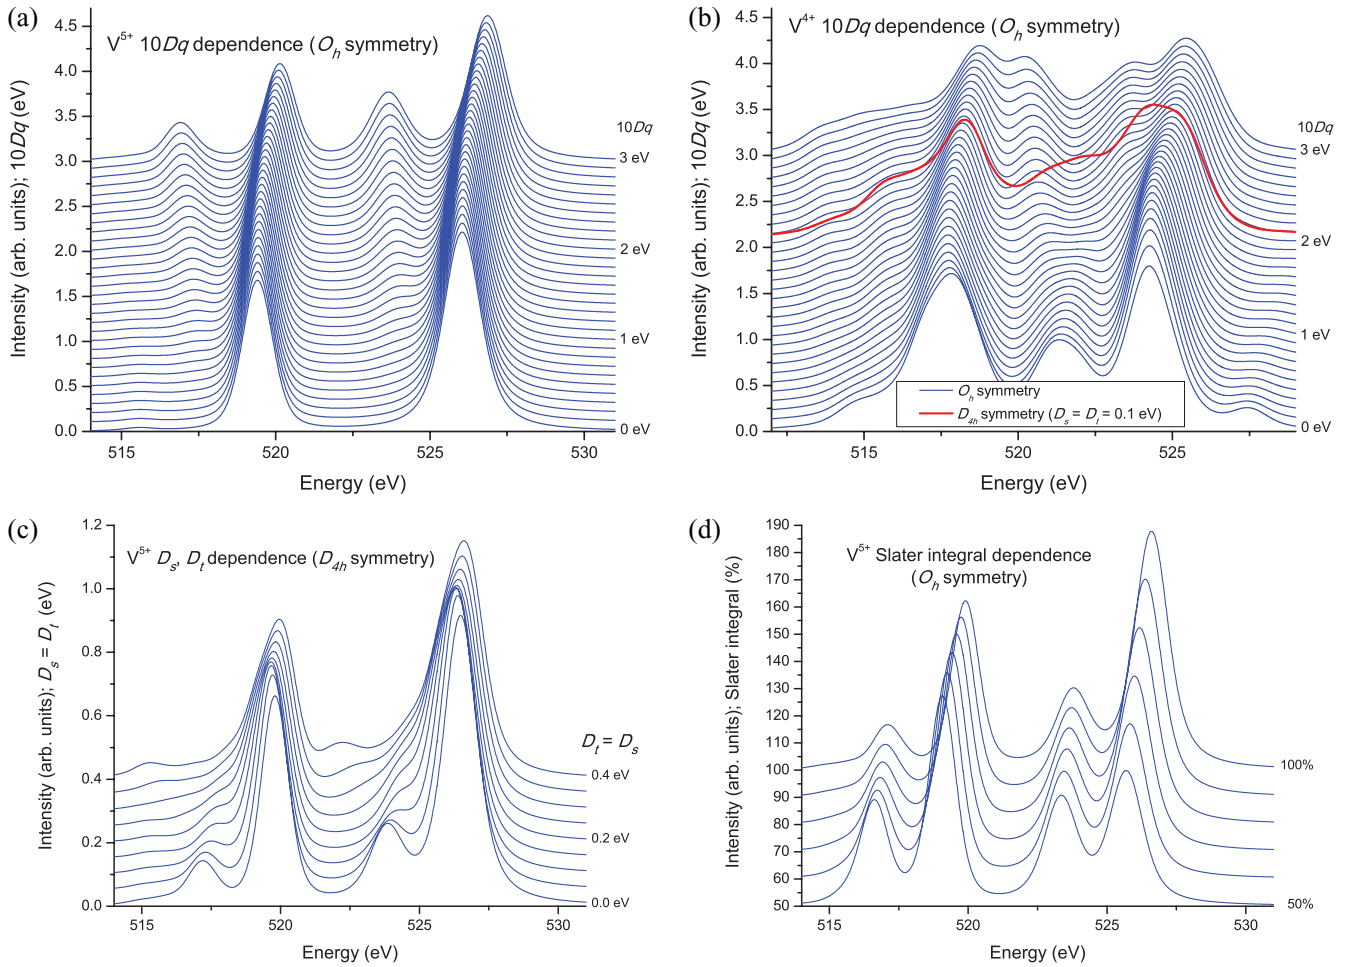 (a)
V5+ 10Dq dependence (Oh symmetry)
4.5
4.0
3.5
3.0
2.5
2.0
1.5
1.0
0.5
0.0
Intensity (arb. units); 10Dq (eV)
10Dq
3 eV
2 eV
1 eV
0 eV
515 520 525 530
Energy (eV)
(b)
V4+ 10Dq dependence (Oh symmetry)
4.5
4.0
3.5
3.0
2.5
2.0
1.5
1.0
0.5
0.0
Intensity (arb. units); 10Dq (eV)
10Dq
3 eV
2 eV
1 eV
0 eV
Oh symmetry
D4h symmetry (Ds = Dt = 0.1 eV)
515 520 525
Energy (eV)
(c)
V5+ Ds, Dt dependence (D4h symmetry)
1.2
1.0
0.8
0.6
0.4
0.2
0.0
Intensity (arb. units); Ds = Dt (eV)
Dt = Ds
0.4 eV
0.2 eV
0.0 eV
515 520 525 530
Energy (eV)
(d)
V5+ Slater integral dependence
(Oh symmetry)
190
180
170
160
150
140
130
120
110
100
90
80
70
60
50
Intensity (arb. units); Slater integral (%)
100%
50%
515 520 525 530
Energy (eV)